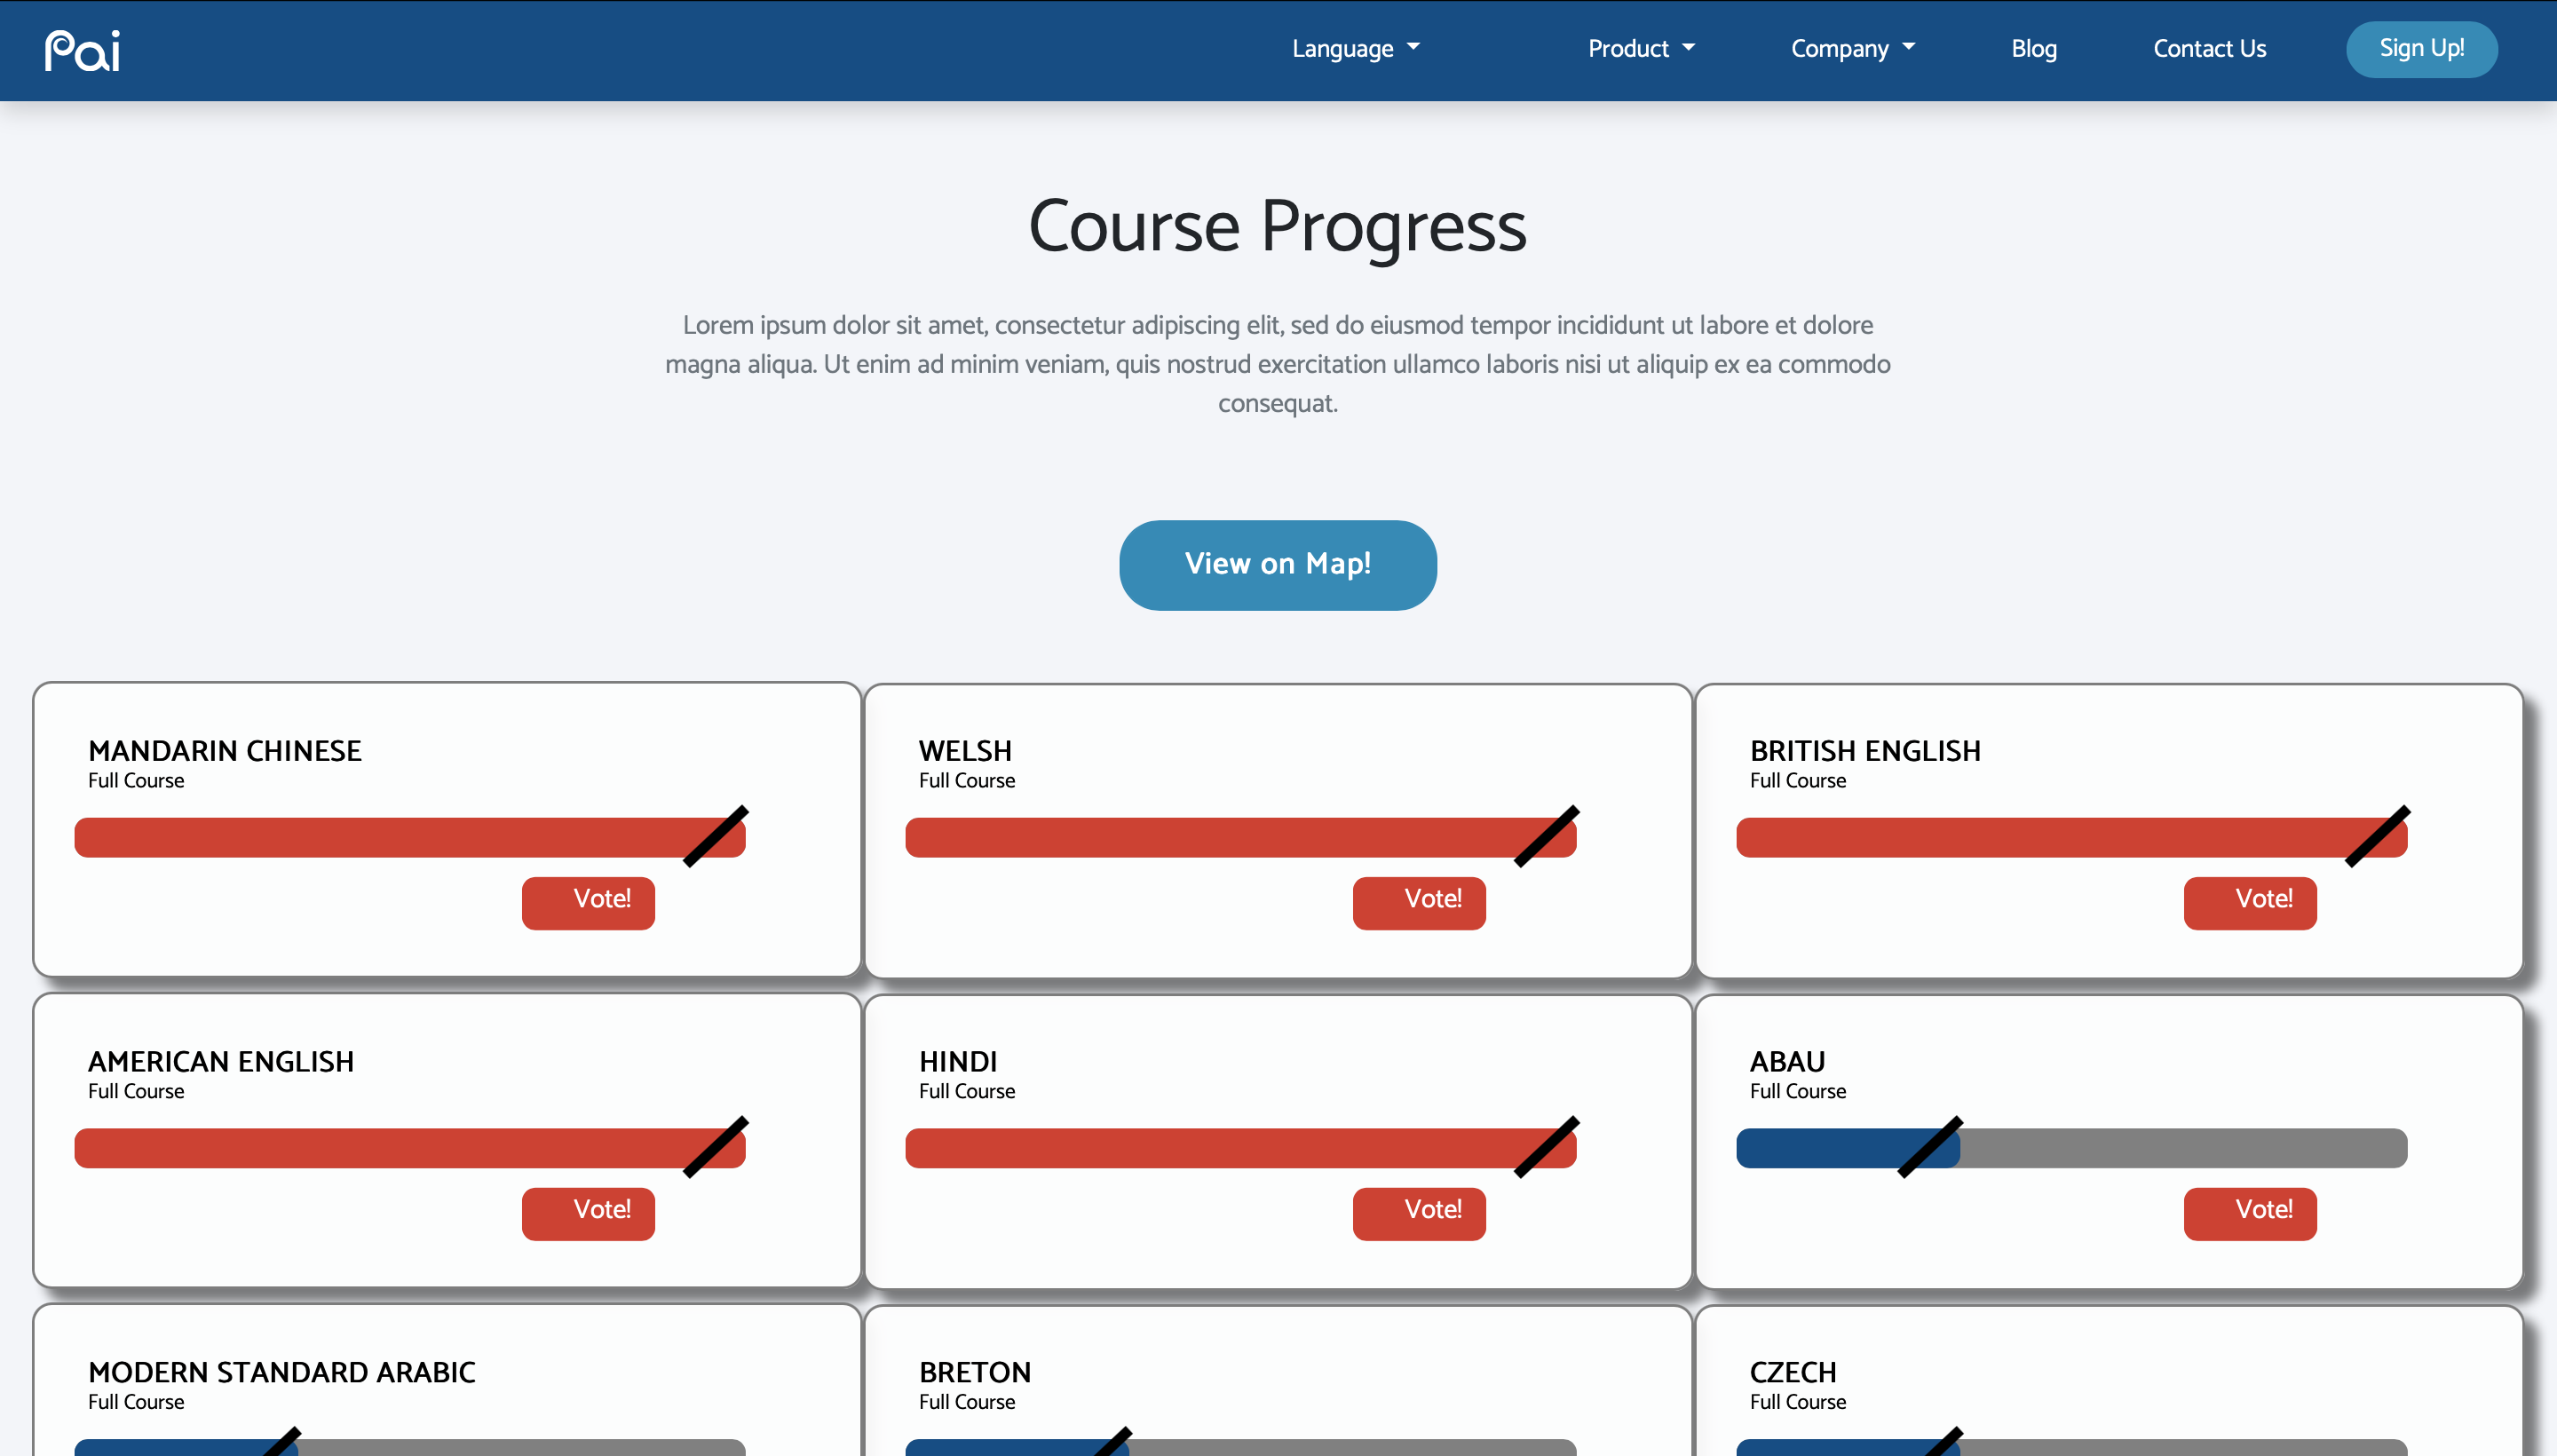 Pai
Language Product Company Blog Contact Us Sign Up!
Course Progress
Lorem ipsum dolor sit amet, consectetur adipiscing elit, sed do eiusmod tempor incididunt ut labore et dolore
magna aliqua. Ut enim ad minim veniam, quis nostrud exercitation ullamco laboris nisi ut aliquip ex ea commodo
consequat.
View on Map!
MANDARIN CHINESE
Full Course
Vote!
WELSH
Full Course
Vote!
BRITISH ENGLISH
Full Course
Vote!
AMERICAN ENGLISH
Full Course
Vote!
HINDI
Full Course
Vote!
ABAU
Full Course
Vote!
MODERN STANDARD ARABIC
Full Course
BRETON
Full Course
CZECH
Full Course